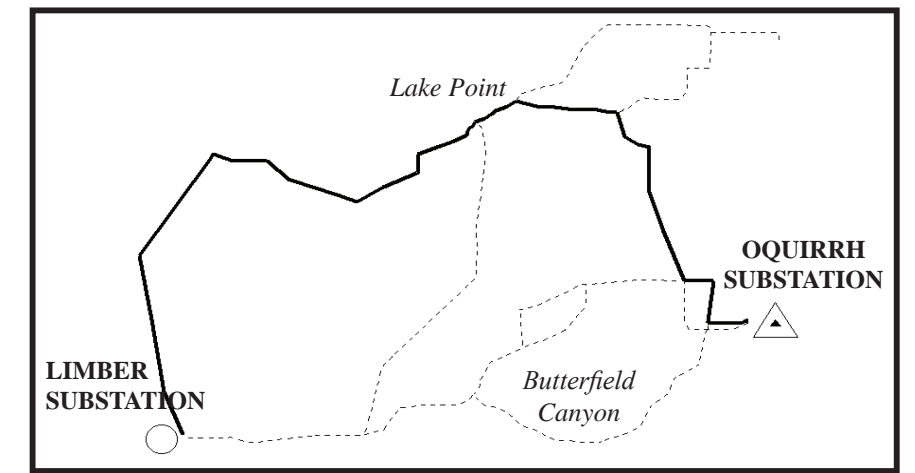 Lake Point
OQUIRRH
SUBSTATION
LIMBER
SUBSTATION
Butterfield
Canyon